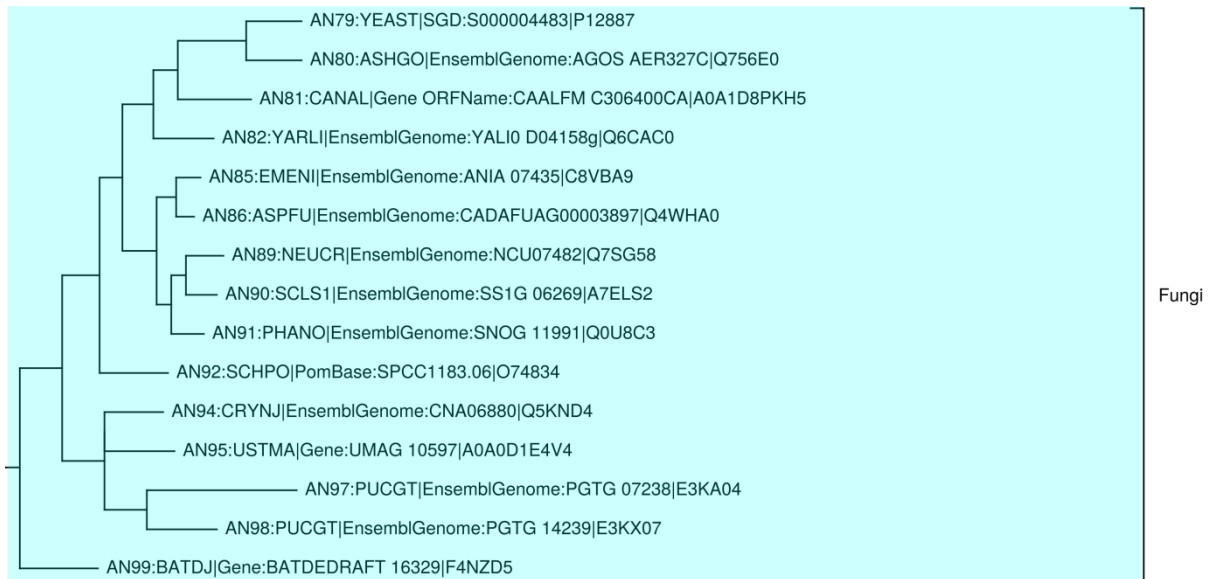 AN79:YEAST|SGD:S000004483|P12887
AN80:ASHGO|EnsemblGenome:AGOS AER327C|Q756E0
AN81:CANAL|Gene ORFName:CAALFM C306400CA|A0A1D8PKH5
AN82:YARLI|EnsemblGenome:YALI0 D04158g|Q6CAC0
AN85:EMENI|EnsemblGenome:ANIA 07435|C8VBA9
AN86:ASPFU|EnsemblGenome:CADAFUAG00003897|Q4WHA0
AN89:NEUCR|EnsemblGenome:NCU07482|Q7SG58
AN90:SCLS1|EnsemblGenome:SS1G 06269|A7ELS2
Fungi
AN91:PHANO|EnsemblGenome:SNOG 11991|Q0U8C3
AN92:SCHPO|PomBase:SPCC1183.06|O74834
AN94:CRYNJ|EnsemblGenome:CNA06880|Q5KND4
AN95:USTMA|Gene:UMAG 10597|A0A0D1E4V4
AN97:PUCGT|EnsemblGenome:PGTG 07238|E3KA04
AN98:PUCGT|EnsemblGenome:PGTG 14239|E3KX07
AN99:BATDJ|Gene:BATDEDRAFT 16329|F4NZD5